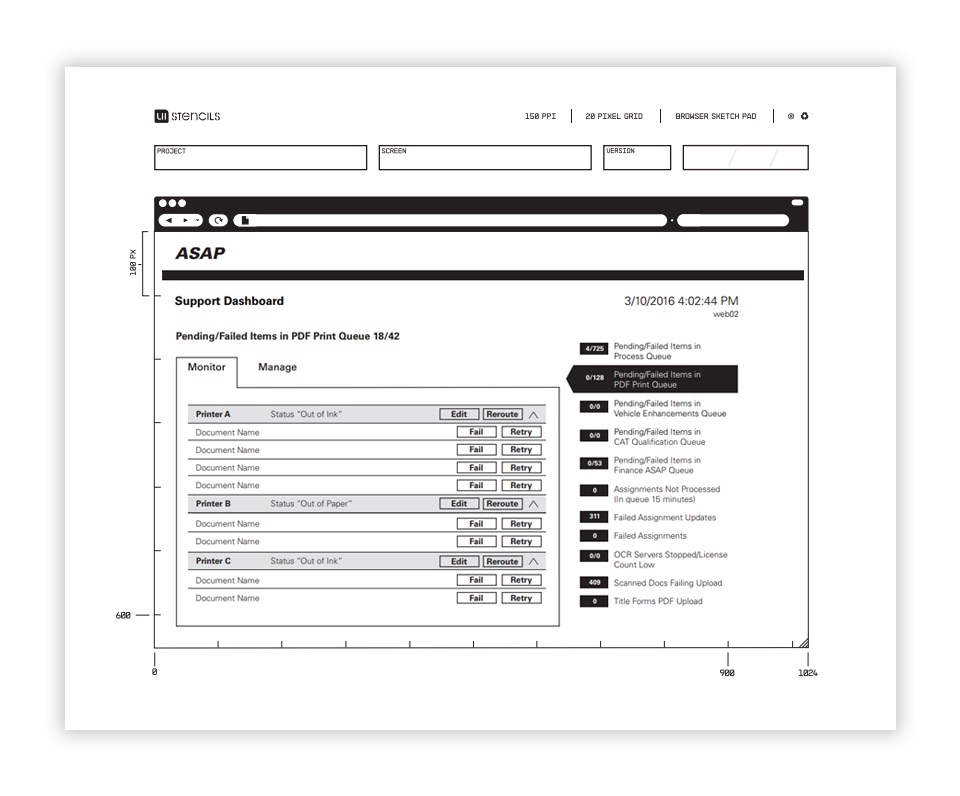 UI STENCILS
150 PPI
20 PIXEL GRID
BROWSER SKETCH PAD
PROJECT
SCREEN
VERSION
100 PX
ASAP
Support Dashboard
3/10/2016 4:02:44 PM
web02
Pending/Failed Items in PDF Print Queue 18/42
Monitor
Manage
Printer A Status “Out of Ink” Edit Reroute
Document Name Fail Retry
Document Name Fail Retry
Document Name Fail Retry
Document Name Fail Retry
Printer B Status “Out of Paper” Edit Reroute
Document Name Fail Retry
Document Name Fail Retry
Printer C Status “Out of Ink” Edit Reroute
Document Name Fail Retry
Document Name Fail Retry
4/725 Pending/Failed Items in
Process Queue
0/128 Pending/Failed Items in
PDF Print Queue
0/0 Pending/Failed Items in
Vehicle Enhancements Queue
0/0 Pending/Failed Items in
CAT Qualification Queue
0/53 Pending/Failed Items in
Finance ASAP Queue
0 Assignments Not Processed
(In queue 15 minutes)
311 Failed Assignment Updates
0 Failed Assignments
0/0 OCR Servers Stopped/License
Count Low
409 Scanned Docs Failing Upload
0 Title Forms PDF Upload
600
0
900
1024